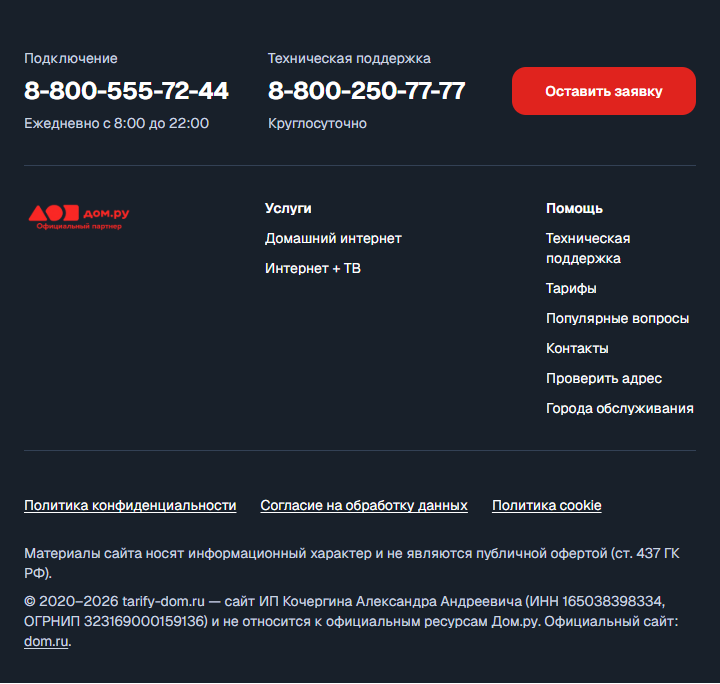 Подключение
8-800-555-72-44
Ежедневно с 8:00 до 22:00
Техническая поддержка
8-800-250-77-77
Круглосуточно
Оставить заявку
дом.ру
Официальный партнер
Услуги
Домашний интернет
Интернет + ТВ
Помощь
Техническая
поддержка
Тарифы
Популярные вопросы
Контакты
Проверить адрес
Города обслуживания
Политика конфиденциальности
Согласие на обработку данных
Политика cookie
Материалы сайта носят информационный характер и не являются публичной офертой (ст. 437 ГК
РФ).
© 2020–2026 tarify-dom.ru — сайт ИП Кочергина Александра Андреевича (ИНН 165038398334,
ОГРНИП 323169000159136) и не относится к официальным ресурсам Дом.ру. Официальный сайт:
dom.ru.